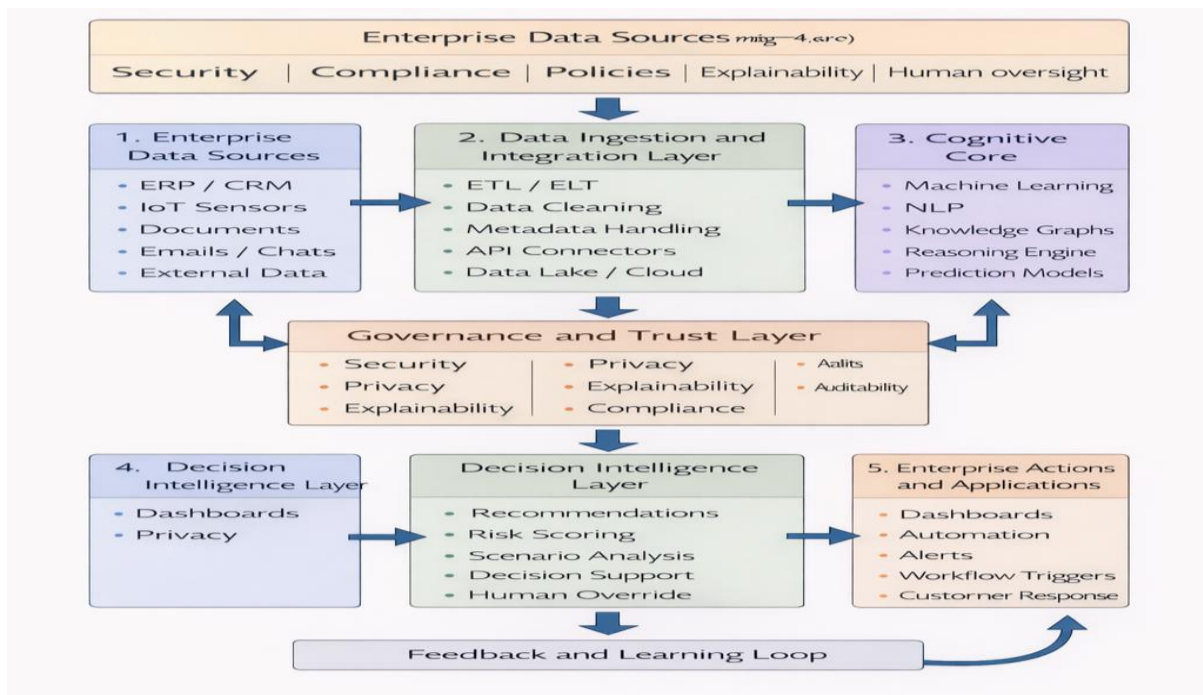 Enterprise Data Sources
Security | Compliance | Policies | Explainability | Human oversight
1. Enterprise
Data Sources
• ERP / CRM
• IoT Sensors
• Documents
• Emails / Chats
• External Data
2. Data Ingestion and
Integration Layer
• ETL / ELT
• Data Cleaning
• Metadata Handling
• API Connectors
• Data Lake / Cloud
3. Cognitive
Core
• Machine Learning
• NLP
• Knowledge Graphs
• Reasoning Engine
• Prediction Models
Governance and Trust Layer
• Security
• Privacy
• Explainability
• Privacy
• Explainability
• Compliance
• Auditability
4. Decision
Intelligence Layer
• Dashboards
• Privacy
Decision Intelligence
Layer
• Recommendations
• Risk Scoring
• Scenario Analysis
• Decision Support
• Human Override
5. Enterprise Actions
and Applications
• Dashboards
• Automation
• Alerts
• Workflow Triggers
• Custorner Response
Feedback and Learning Loop